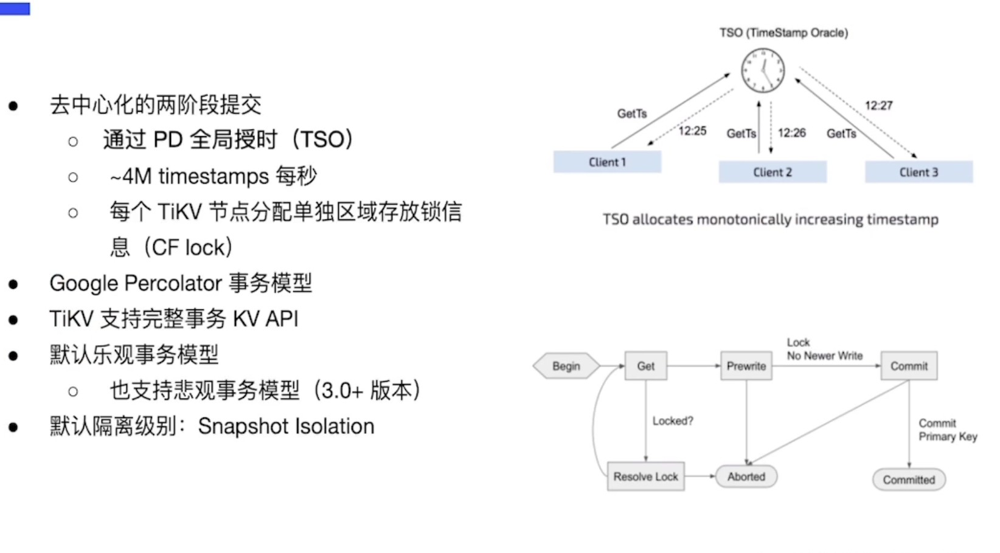 去中心化的两阶段提交
通过 PD 全局授时（TSO）
~4M timestamps 每秒
每个 TiKV 节点分配单独区域存放锁信
息（CF lock）
Google Percolator 事务模型
TiKV 支持完整事务 KV API
默认乐观事务模型
也支持悲观事务模型（3.0+ 版本）
默认隔离级别：Snapshot Isolation
TSO (TimeStamp Oracle)
GetTs
12:25
GetTs
12:26
GetTs
12:27
Client 1
Client 2
Client 3
TSO allocates monotonically increasing timestamp
Begin
Get
Prewrite
Lock
No Newer Write
Commit
Locked?
Commit
Primary Key
Resolve Lock
Aborted
Committed